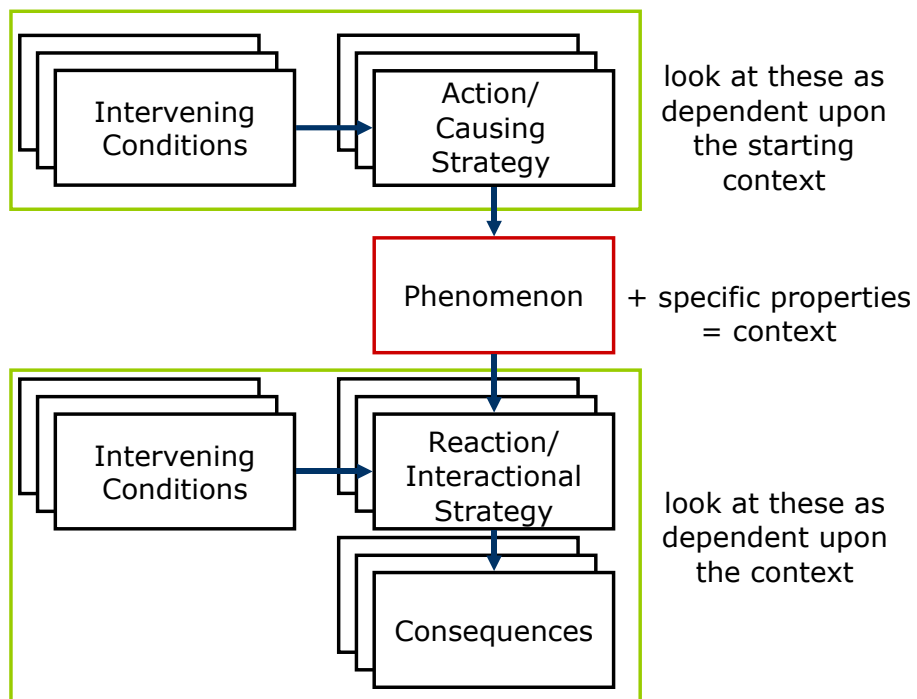 Intervening
Conditions
Action/
Causing
Strategy
look at these as
dependent upon
the starting
context
Phenomenon
+ specific properties
= context
Intervening
Conditions
Reaction/
Interactional
Strategy
look at these as
dependent upon
the context
Consequences